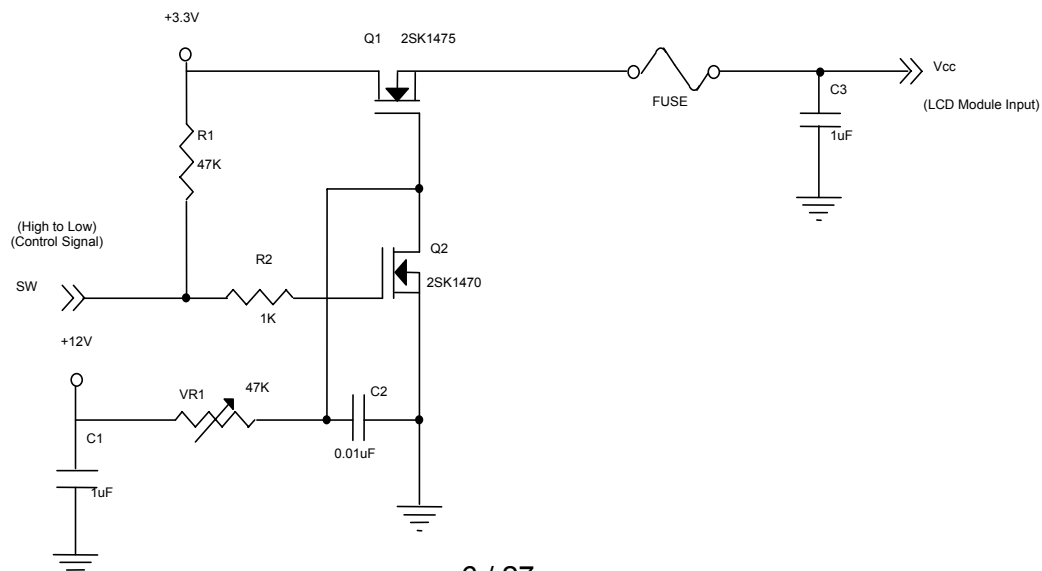 +3.3V
Q1 2SK1475
Vcc
FUSE
C3
(LCD Module Input)
R1
1uF
47K
(High to Low)
(Control Signal)
Q2
R2
SW
2SK1470
1K
+12V
VR1
47K
C2
C1
0.01uF
1uF